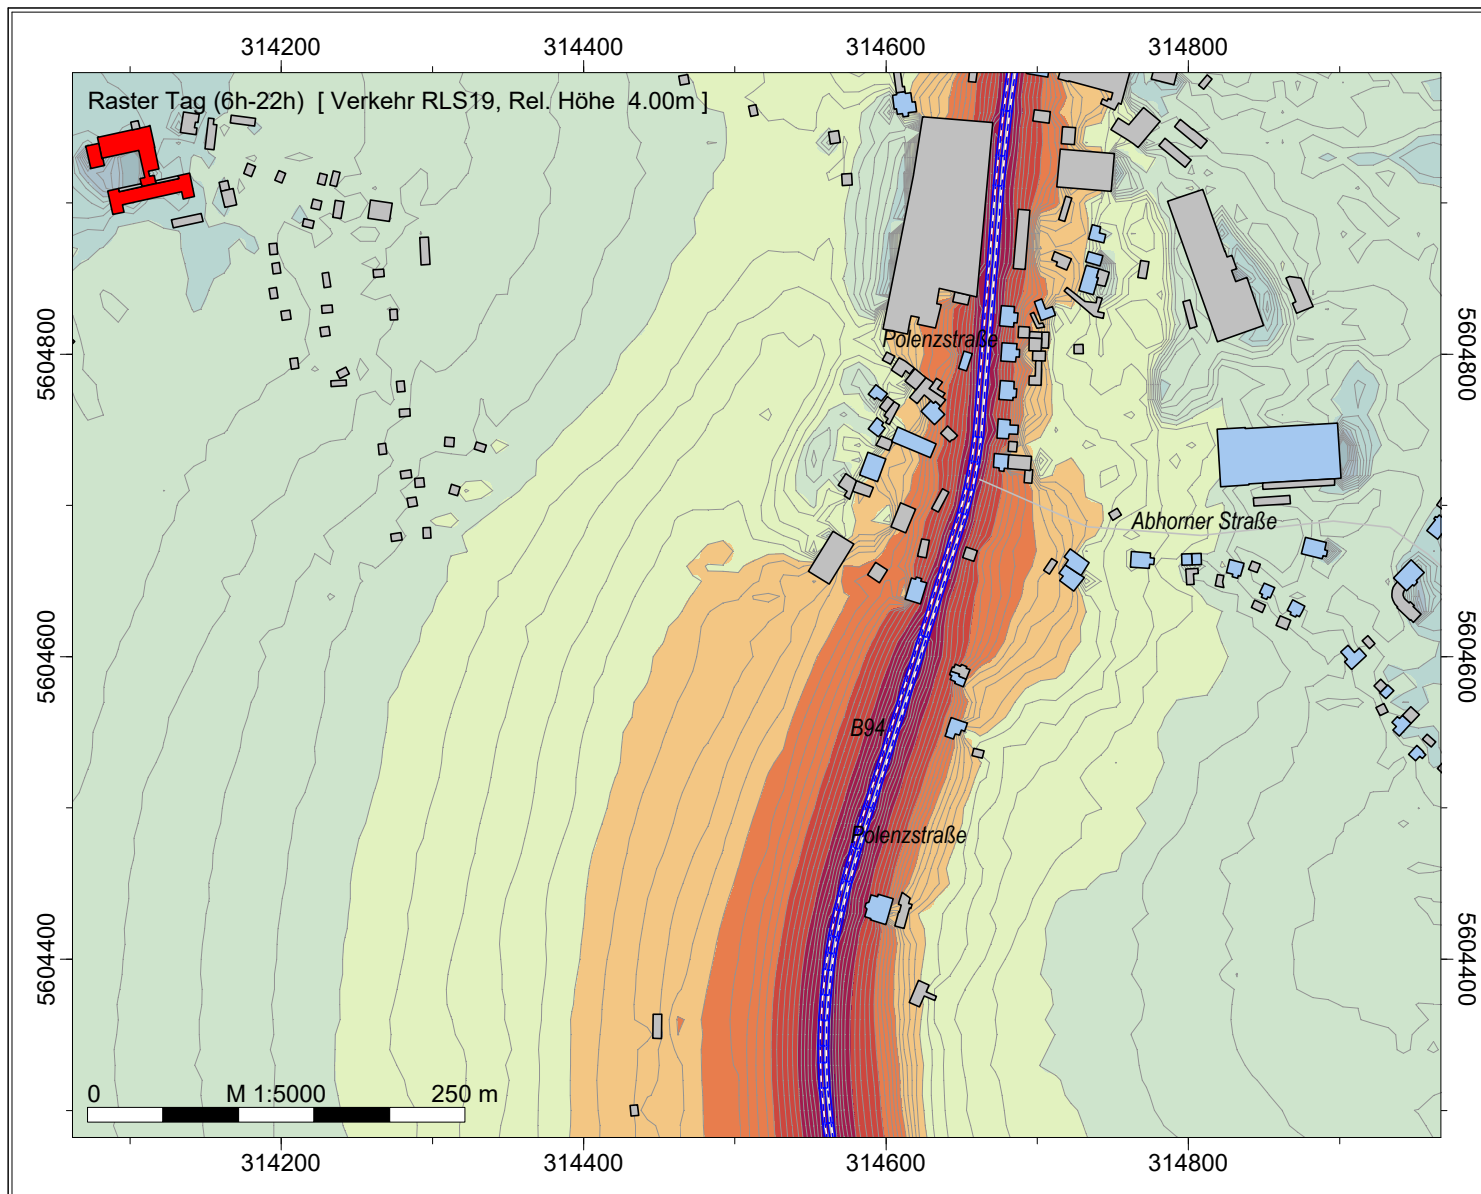 314200 314400 314600 314800
Raster Tag (6h-22h) [ Verkehr RLS19, Rel. Höhe 4.00m ]
5604800 5604800
Polenzstraße
Abhorner Straße
5604600 5604600
B94
Polenzstraße
5604400 5604400
0 M 1:5000 250 m
314200 314400 314600 314800